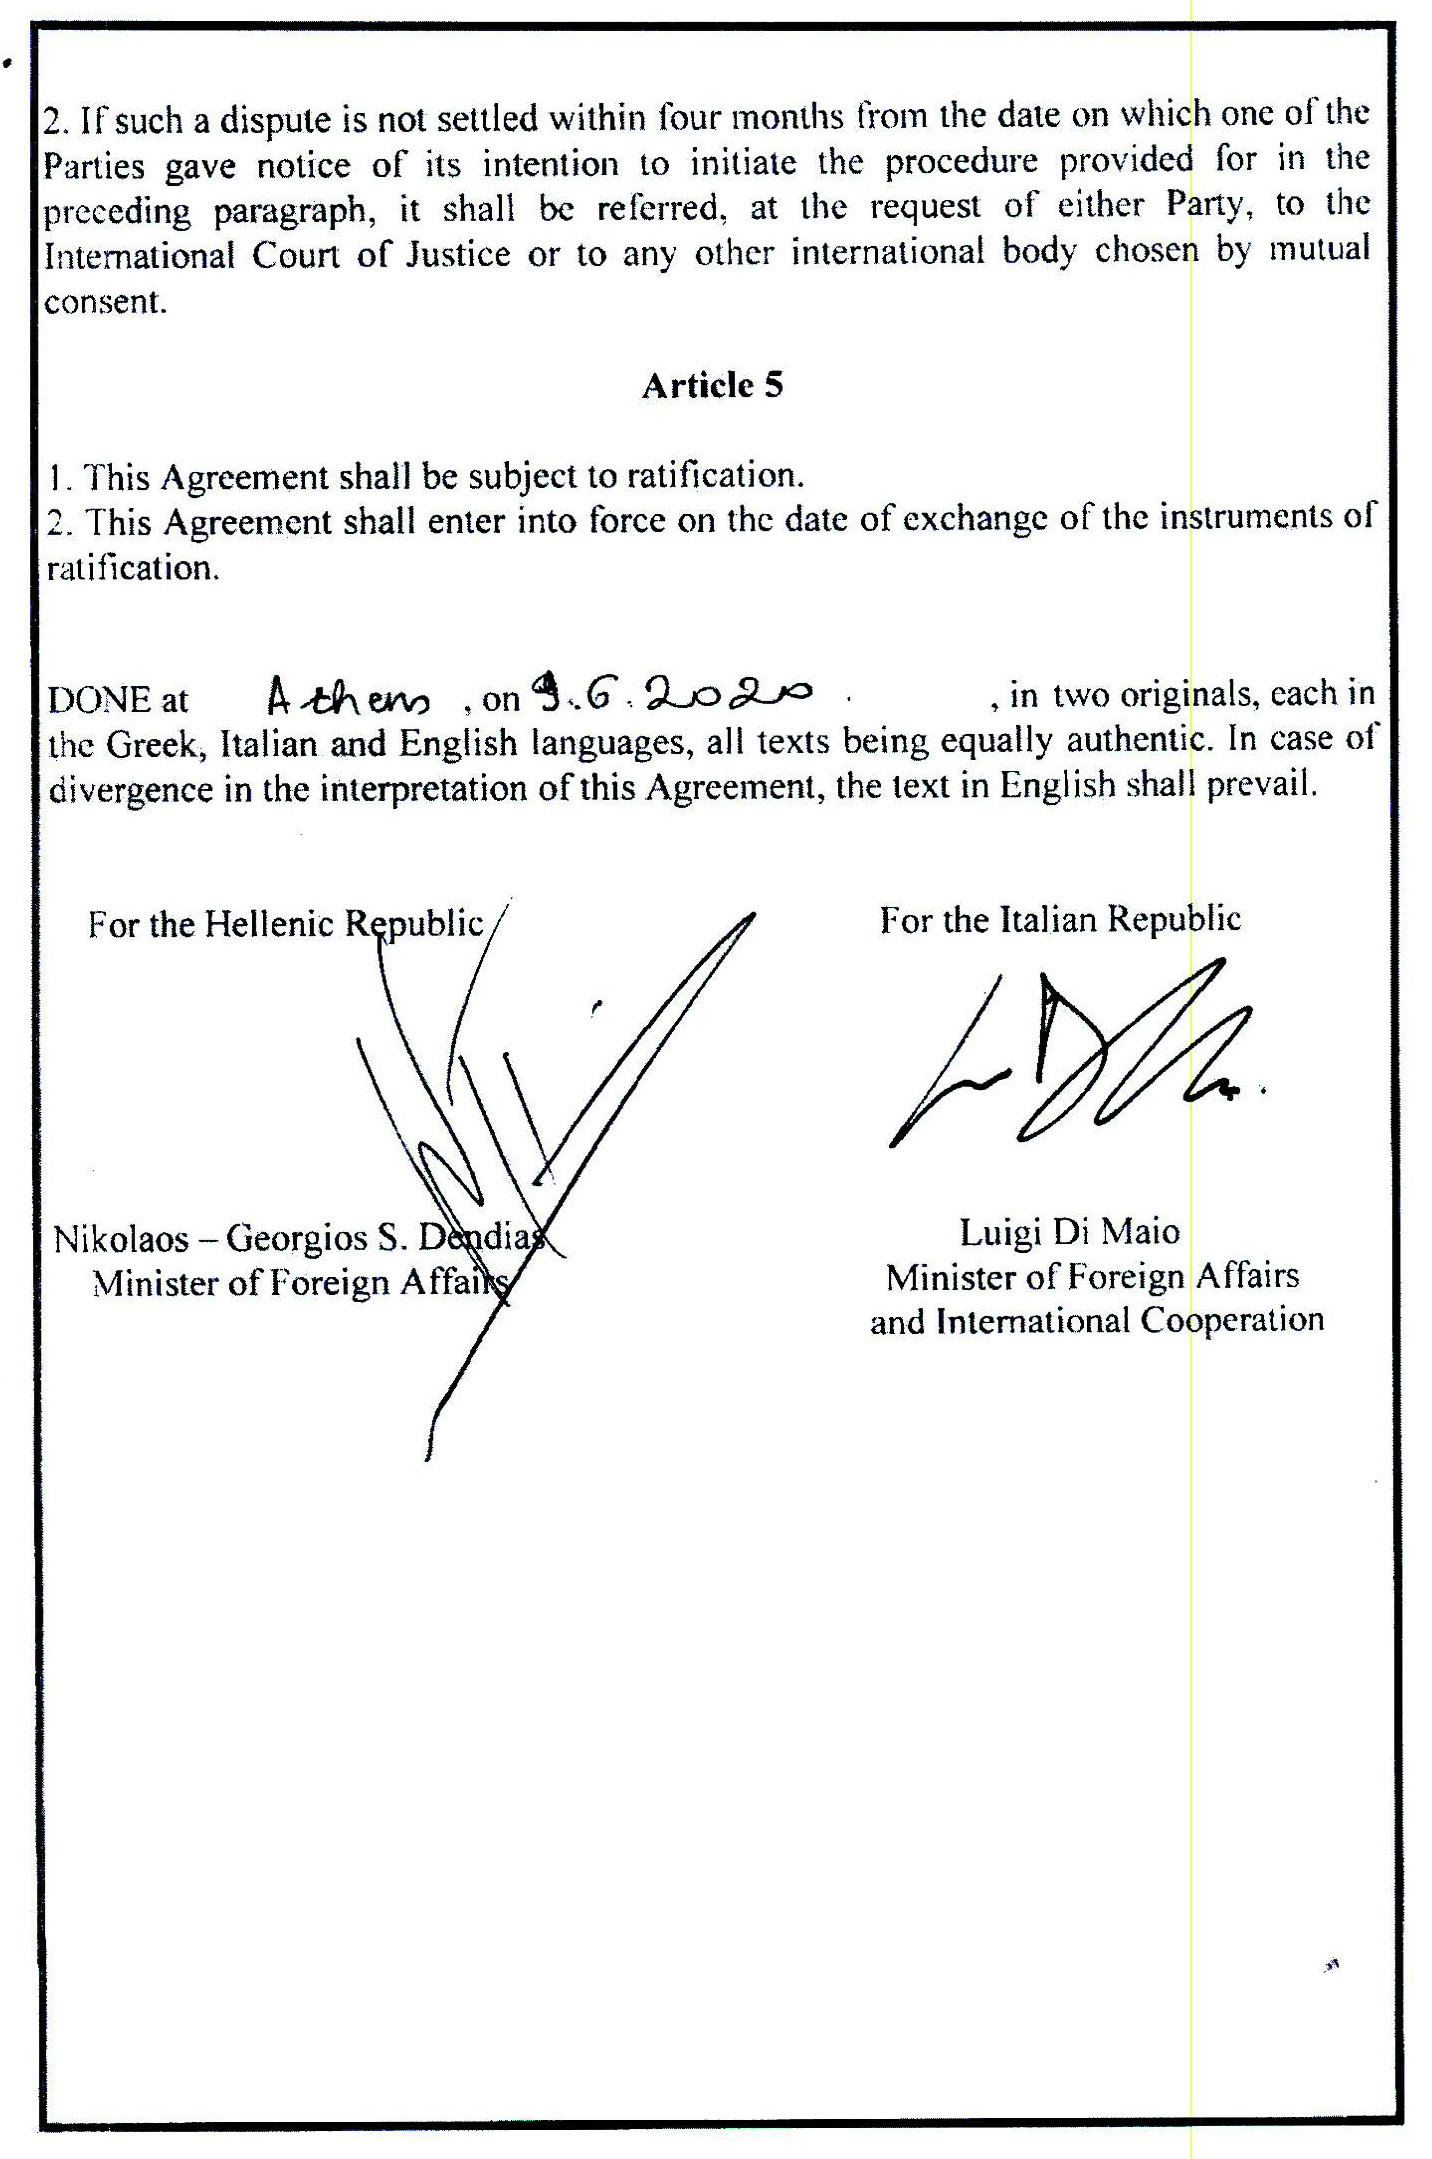 2. If such a dispute is not settled within four months from the date on which one of the
Parties gave notice of its intention to initiate the procedure provided for in the
preceding paragraph, it shall be referred, at the request of either Party, to the
International Court of Justice or to any other international body chosen by mutual
consent.
Article 5
1. This Agreement shall be subject to ratification.
2. This Agreement shall enter into force on the date of exchange of the instruments of
ratification.
DONE at Athens, on 9.6.2020. , in two originals, each in
the Greek, Italian and English languages, all texts being equally authentic. In case of
divergence in the interpretation of this Agreement, the text in English shall prevail.
For the Hellenic Republic
For the Italian Republic
Nikolaos – Georgios S. Dendias
Minister of Foreign Affairs
Luigi Di Maio
Minister of Foreign Affairs
and International Cooperation